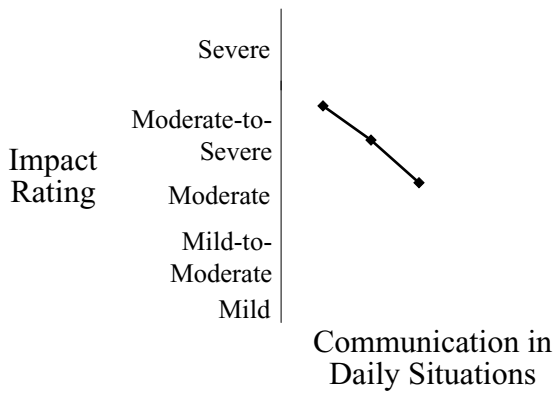 Severe
Moderate-to-
Severe
Impact
Rating
Moderate
Mild-to-
Moderate
Mild
Communication in
Daily Situations